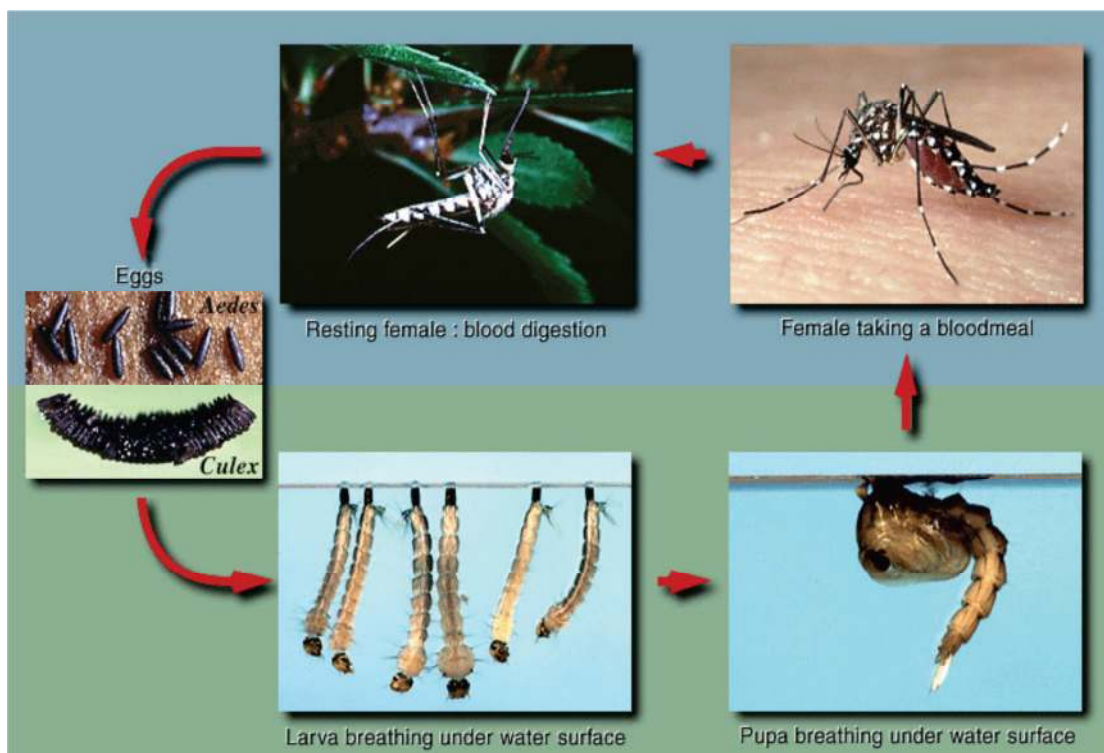 Eggs
Aedes
Culex
Resting female : blood digestion
Female taking a bloodmeal
Larva breathing under water surface
Pupa breathing under water surface